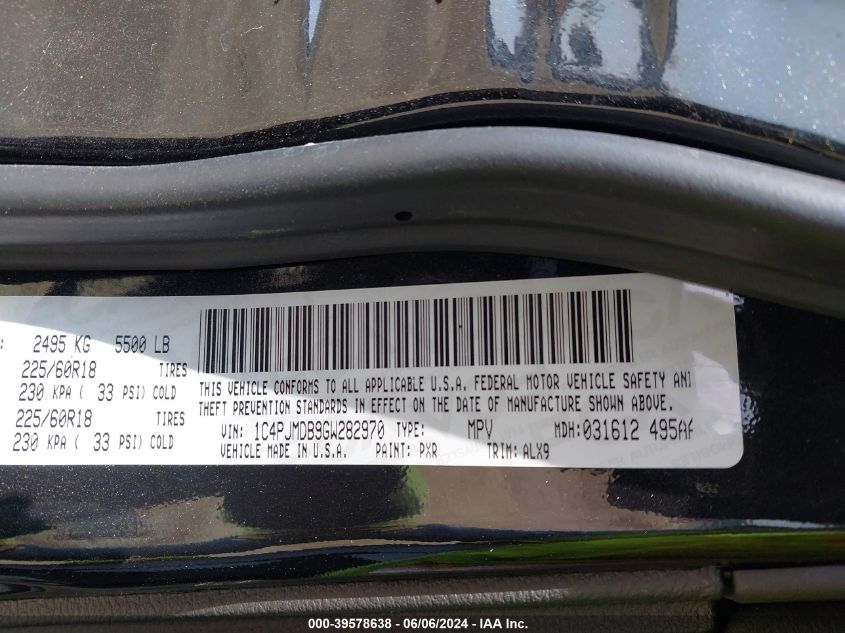 : 2495 KG 5500 LB
225/60R18 TIRES
230 KPA ( 33 PSI) COLD
225/60R18 TIRES
230 KPA ( 33 PSI) COLD
THIS VEHICLE CONFORMS TO ALL APPLICABLE U.S.A. FEDERAL MOTOR VEHICLE SAFETY AND
THEFT PREVENTION STANDARDS IN EFFECT ON THE DATE OF MANUFACTURE SHOWN ABOVE.
VIN: 1C4PJMDB9GW282970 TYPE: MPV MDH:031612 495AA
VEHICLE MADE IN U.S.A. PAINT: PXR TRIM: ALX9
000-39578638 - 06/06/2024 - IAA Inc.